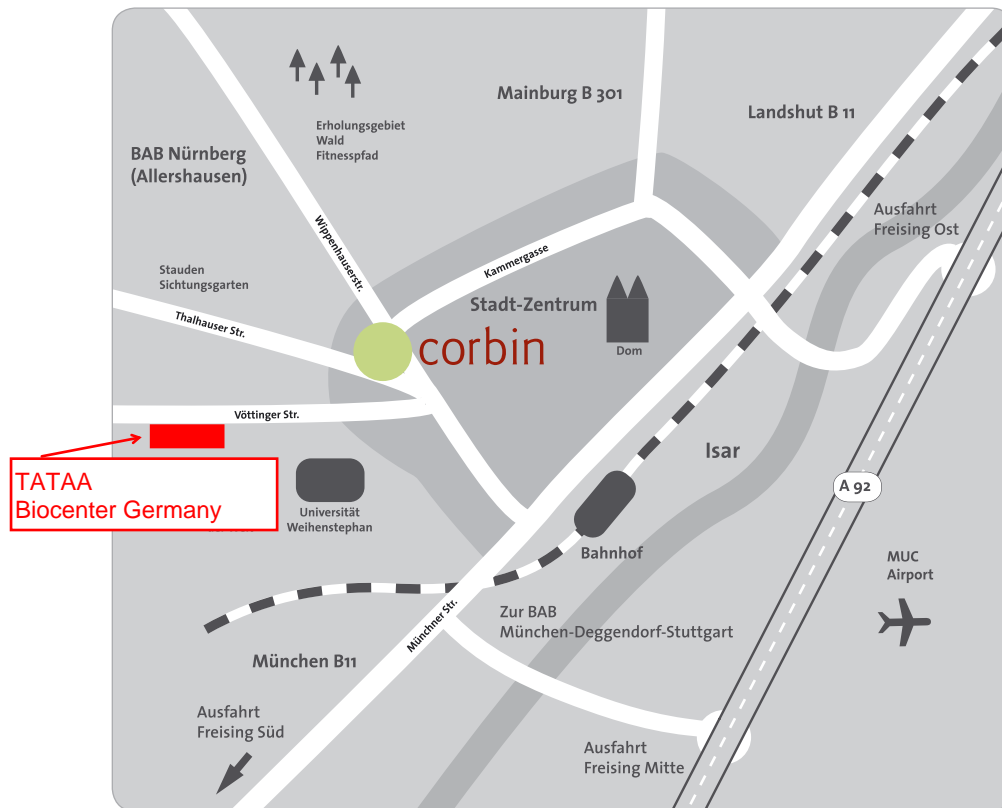 Mainburg B 301
Landshut B 11
Erholungsgebiet
Wald
Fitnesspfad
BAB Nürnberg
(Allershausen)
Ausfahrt
Freising Ost
Wippenhauserstr.
Kammergasse
Stauden
Sichtungsgarten
Stadt-Zentrum
Thalhauser Str.
corbin
Dom
Vöttinger Str.
Isar
TATAA
Biocenter Germany
A 92
Universität
Weihenstephan
Bahnhof
MUC
Airport
Zur BAB
München-Deggendorf-Stuttgart
Münchner Str.
München B11
Ausfahrt
Freising Süd
Ausfahrt
Freising Mitte